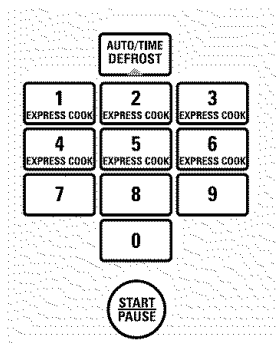 AUTO/TIME
DEFROST
1 2 3
EXPRESS COOK EXPRESS COOK EXPRESS COOK
4 5 6
EXPRESS COOK EXPRESS COOK EXPRESS COOK
7 8 9
0
START
PAUSE